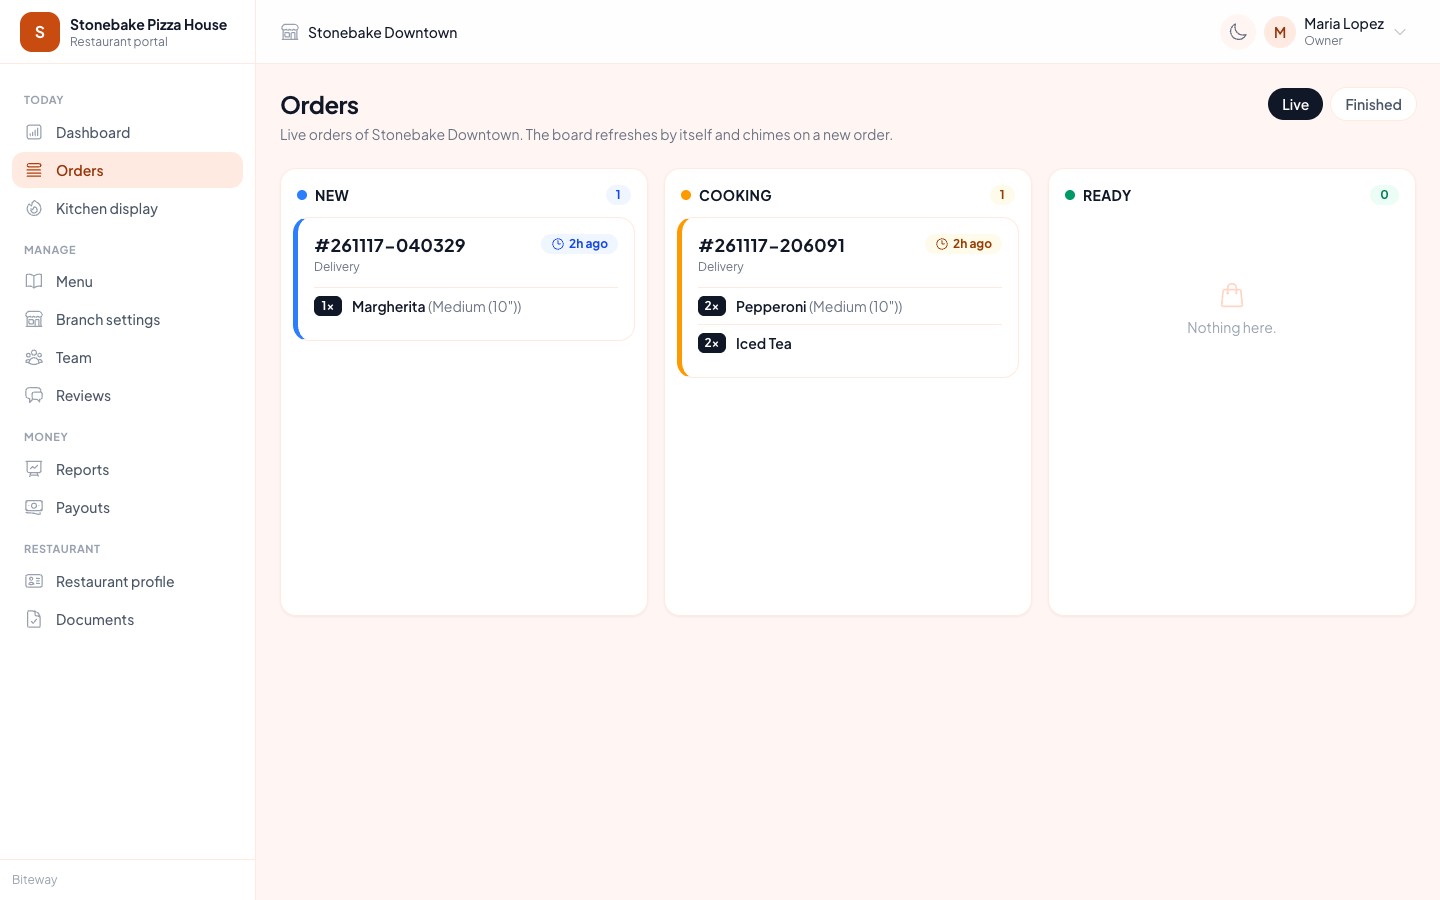 S
Stonebake Pizza House
Restaurant portal
Stonebake Downtown
M
Maria Lopez
Owner
TODAY
Dashboard
Orders
Kitchen display
MANAGE
Menu
Branch settings
Team
Reviews
MONEY
Reports
Payouts
RESTAURANT
Restaurant profile
Documents
Biteway
Orders
Live orders of Stonebake Downtown. The board refreshes by itself and chimes on a new order.
Live
Finished
NEW
1
#261117-040329
2h ago
Delivery
1× Margherita (Medium (10"))
COOKING
1
#261117-206091
2h ago
Delivery
2× Pepperoni (Medium (10"))
2× Iced Tea
READY
0
Nothing here.